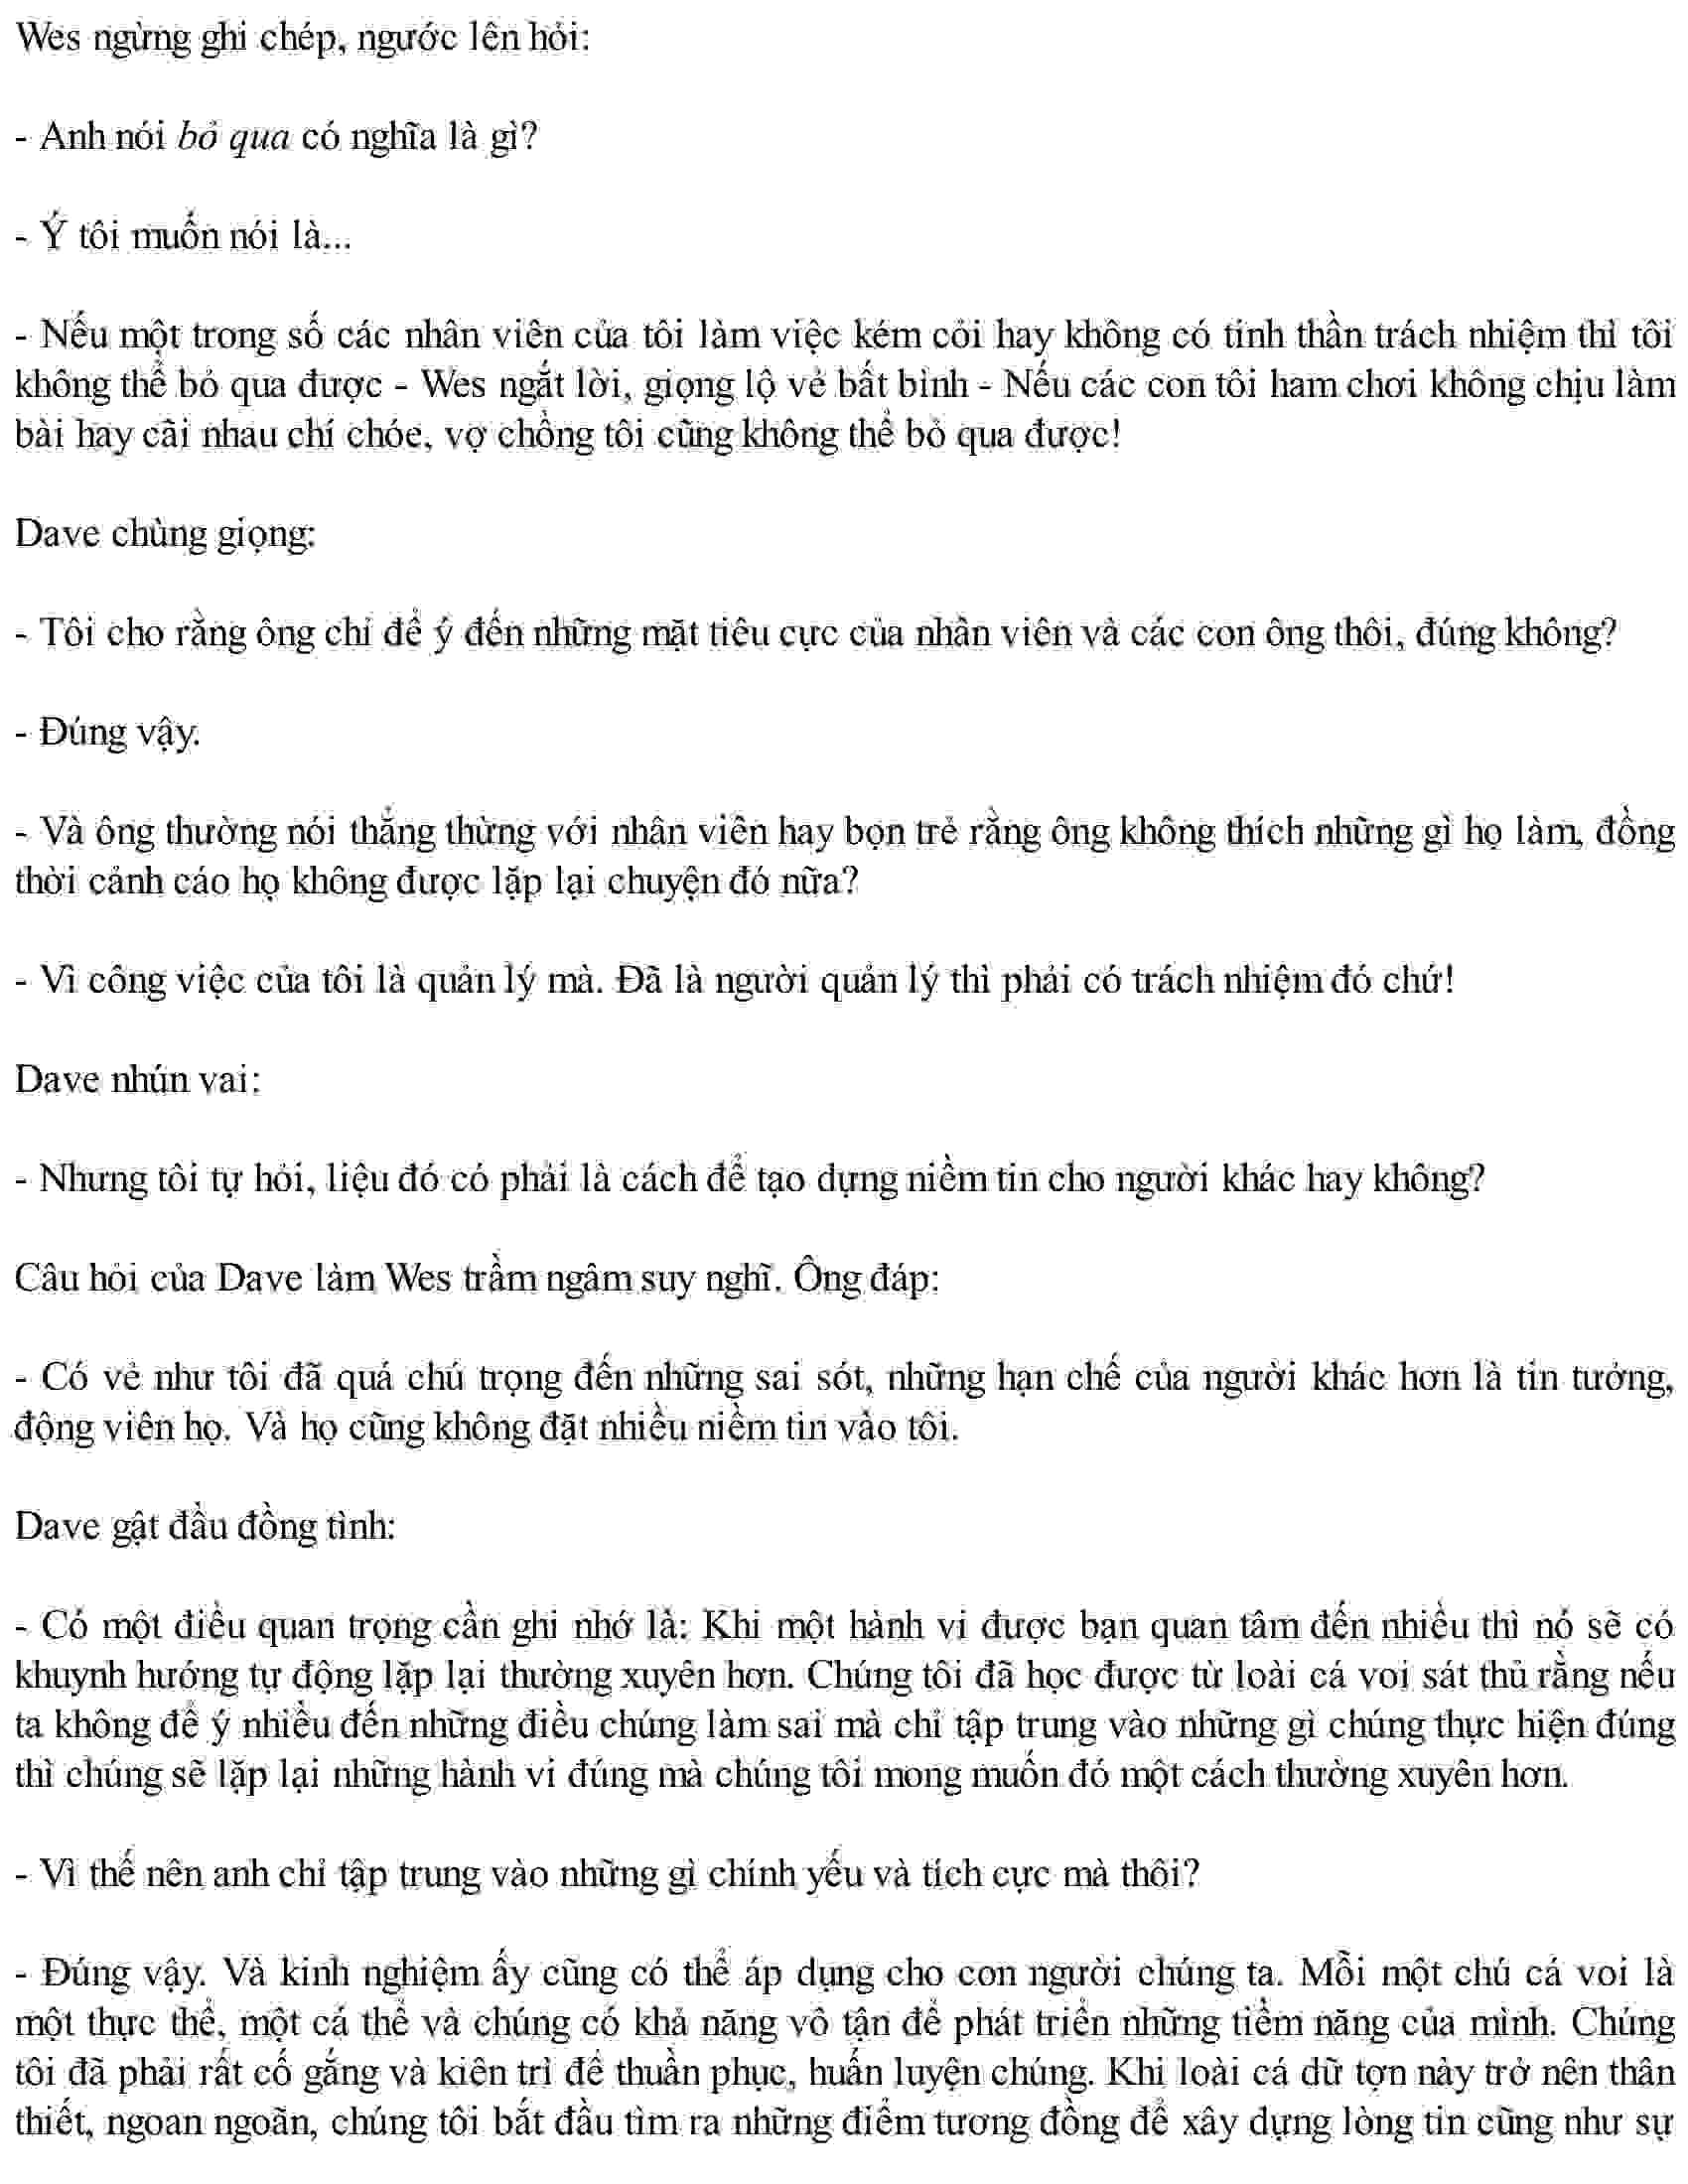 Wes ngừng ghi chép, ngước lên hỏi:
- Anh nói bỏ qua có nghĩa là gì?
- Ý tôi muốn nói là...
- Nếu một trong số các nhân viên của tôi làm việc kém cỏi hay không có tinh thần trách nhiệm thì tôi
không thể bỏ qua được - Wes ngắt lời, giọng lộ vẻ bất bình - Nếu các con tôi ham chơi không chịu làm
bài hay cãi nhau chí chóe, vợ chồng tôi cũng không thể bỏ qua được!
Dave chùng giọng:
- Tôi cho rằng ông chỉ để ý đến những mặt tiêu cực của nhân viên và các con ông thôi, đúng không?
- Đúng vậy.
- Và ông thường nói thẳng thừng với nhân viên hay bọn trẻ rằng ông không thích những gì họ làm, đồng
thời cảnh cáo họ không được lặp lại chuyện đó nữa?
- Vì công việc của tôi là quản lý mà. Đã là người quản lý thì phải có trách nhiệm đó chứ!
Dave nhún vai:
- Nhưng tôi tự hỏi, liệu đó có phải là cách để tạo dựng niềm tin cho người khác hay không?
Câu hỏi của Dave làm Wes trầm ngâm suy nghĩ. Ông đáp:
- Có vẻ như tôi đã quá chú trọng đến những sai sót, những hạn chế của người khác hơn là tin tưởng,
động viên họ. Và họ cũng không đặt nhiều niềm tin vào tôi.
Dave gật đầu đồng tình:
- Có một điều quan trọng cần ghi nhớ là: Khi một hành vi được bạn quan tâm đến nhiều thì nó sẽ có
khuynh hướng tự động lặp lại thường xuyên hơn. Chúng tôi đã học được từ loài cá voi sát thủ rằng nếu
ta không để ý nhiều đến những điều chúng làm sai mà chỉ tập trung vào những gì chúng thực hiện đúng
thì chúng sẽ lặp lại những hành vi đúng mà chúng tôi mong muốn đó một cách thường xuyên hơn.
- Vì thế nên anh chỉ tập trung vào những gì chính yếu và tích cực mà thôi?
- Đúng vậy. Và kinh nghiệm ấy cũng có thể áp dụng cho con người chúng ta. Mỗi một chú cá voi là
một thực thể, một cá thể và chúng có khả năng vô tận để phát triển những tiềm năng của mình. Chúng
tôi đã phải rất cố gắng và kiên trì để thuần phục, huấn luyện chúng. Khi loài cá dữ tợn này trở nên thân
thiết, ngoan ngoãn, chúng tôi bắt đầu tìm ra những điểm tương đồng để xây dựng lòng tin cũng như sự